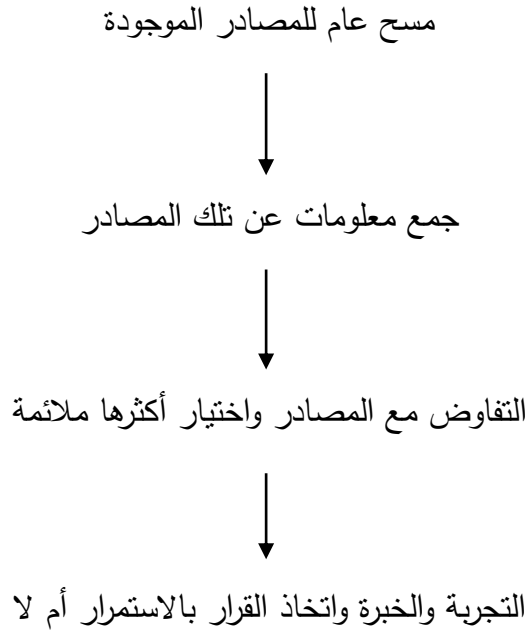 مسح عام للمصادر الموجودة
جمع معلومات عن تلك المصادر
التفاوض مع المصادر واختيار أكثرها ملائمة
التجربة والخبرة واتخاذ القرار بالاستمرار أم لا